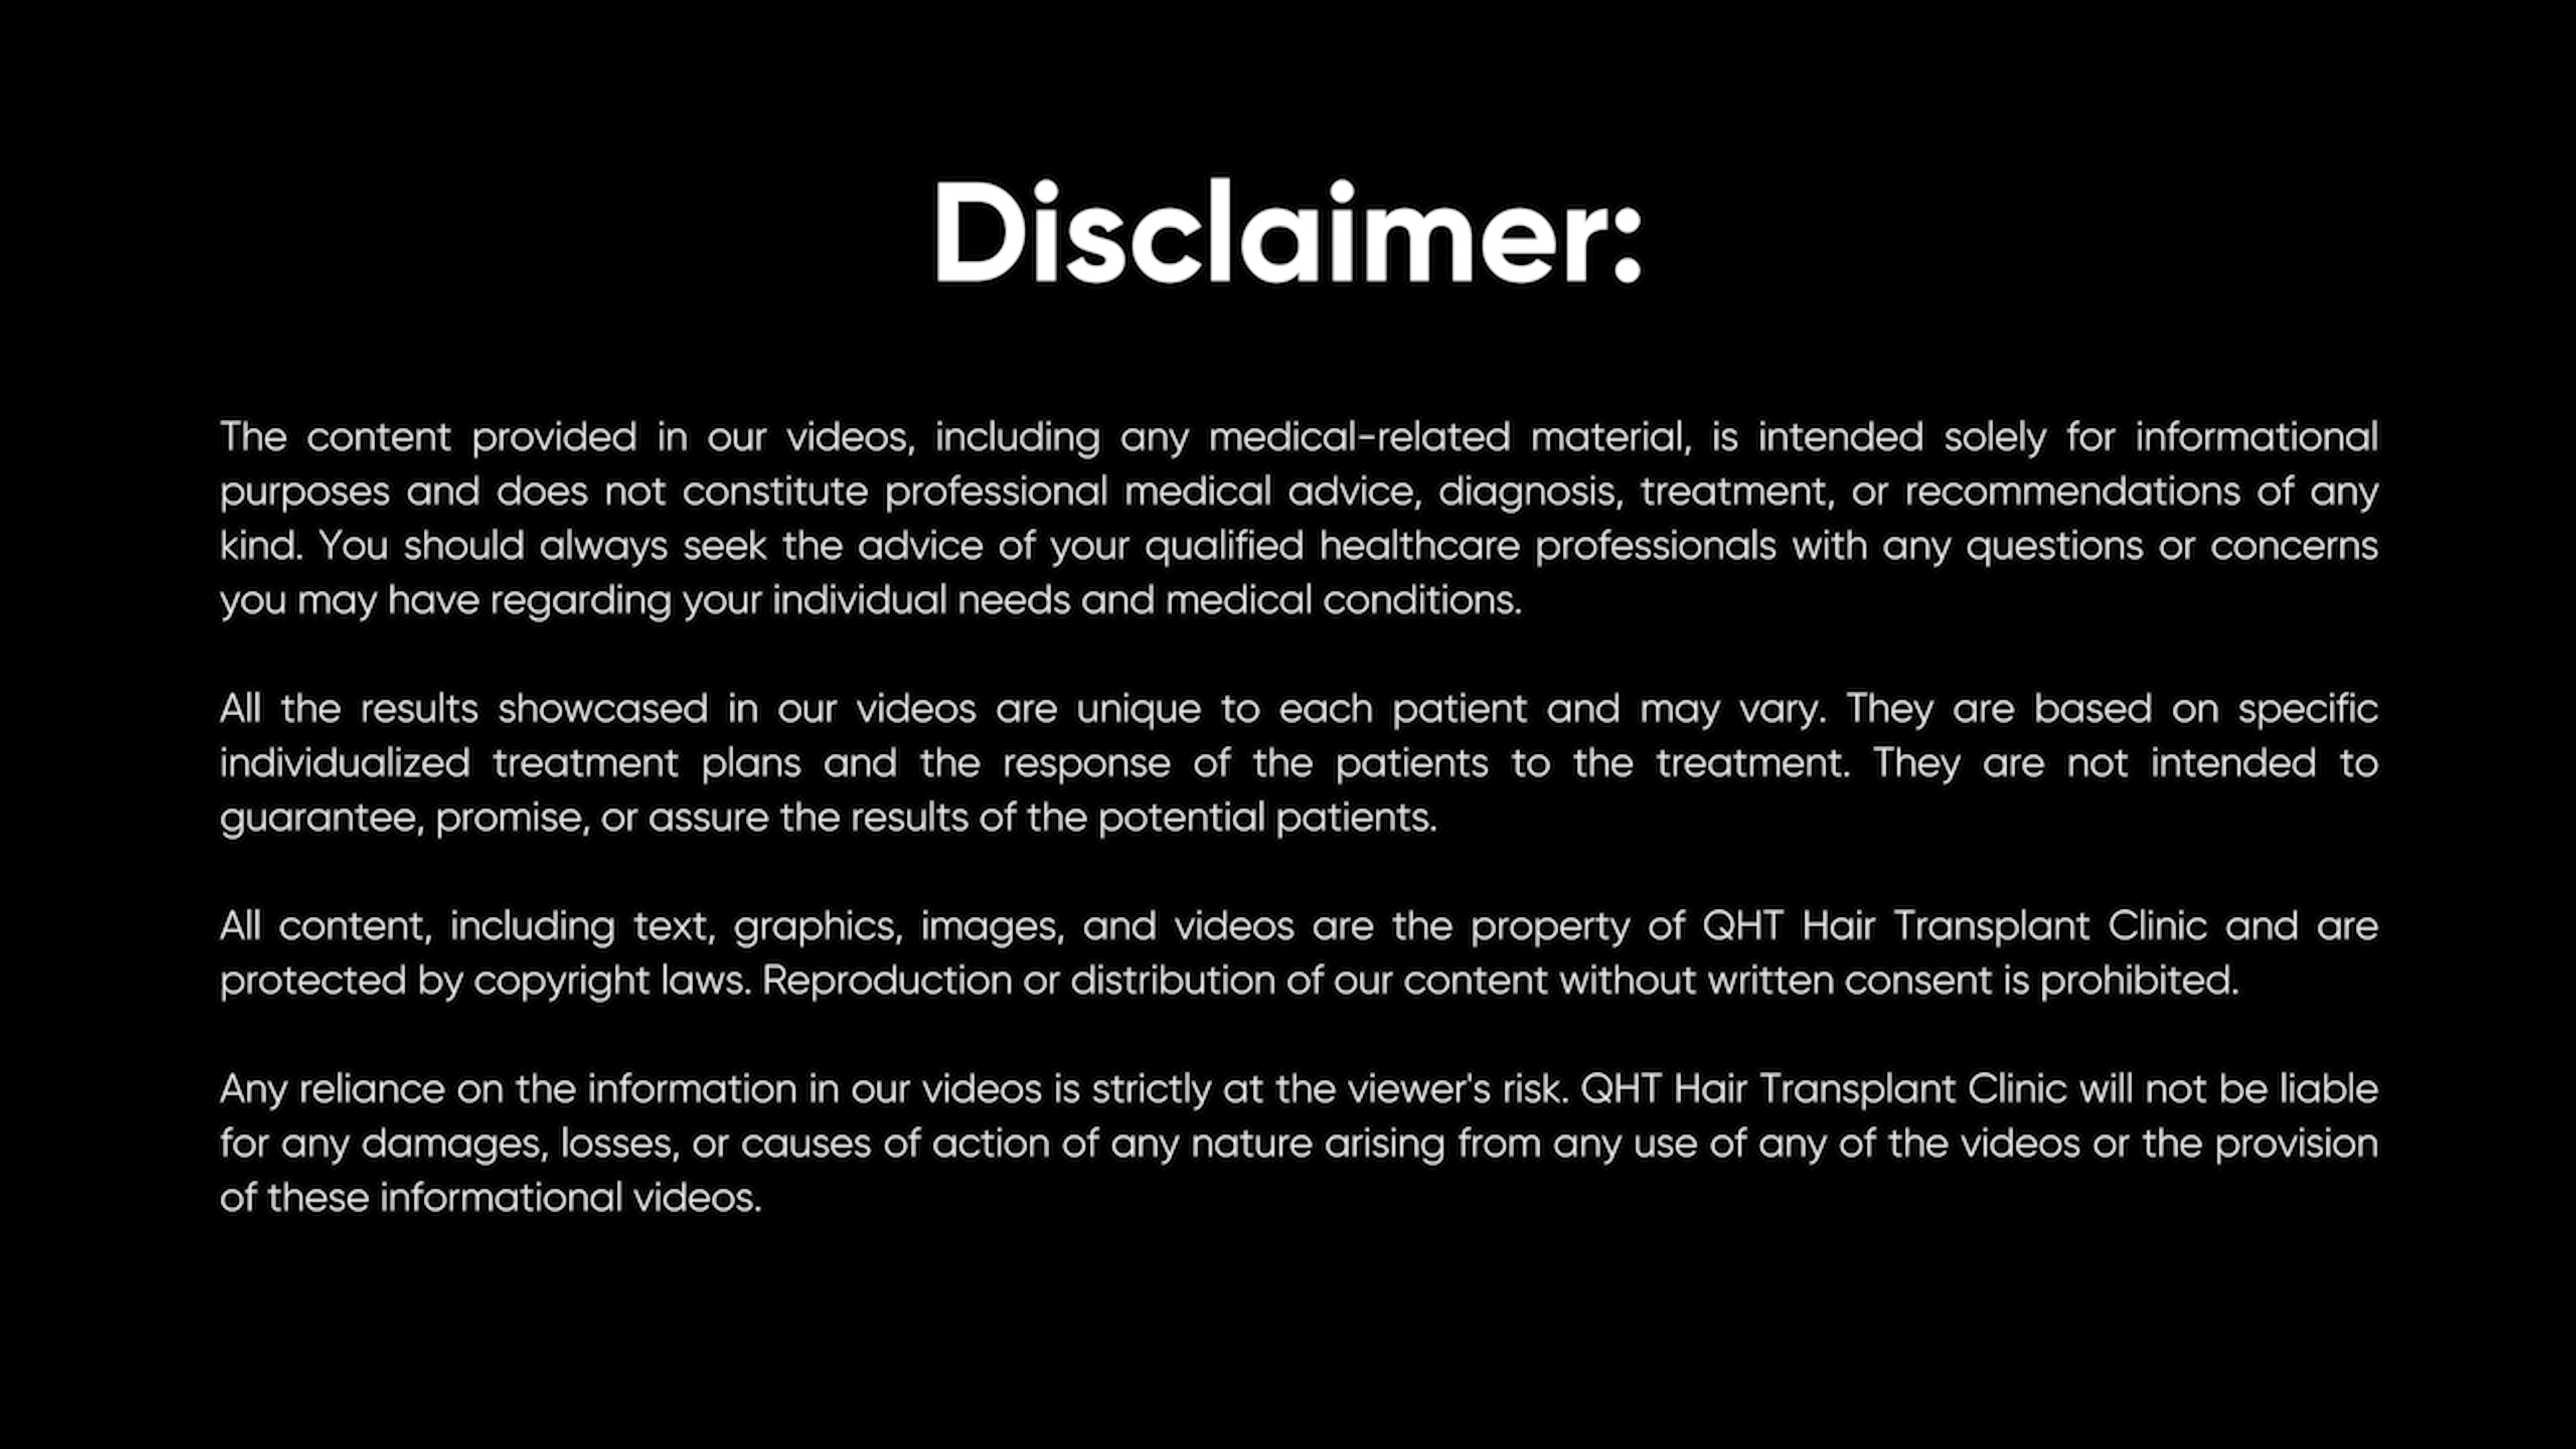 Disclaimer:
The content provided in our videos, including any medical-related material, is intended solely for informational
purposes and does not constitute professional medical advice, diagnosis, treatment, or recommendations of any
kind. You should always seek the advice of your qualified healthcare professionals with any questions or concerns
you may have regarding your individual needs and medical conditions.
All the results showcased in our videos are unique to each patient and may vary. They are based on specific
individualized treatment plans and the response of the patients to the treatment. They are not intended to
guarantee, promise, or assure the results of the potential patients.
All content, including text, graphics, images, and videos are the property of QHT Hair Transplant Clinic and are
protected by copyright laws. Reproduction or distribution of our content without written consent is prohibited.
Any reliance on the information in our videos is strictly at the viewer's risk. QHT Hair Transplant Clinic will not be liable
for any damages, losses, or causes of action of any nature arising from any use of any of the videos or the provision
of these informational videos.